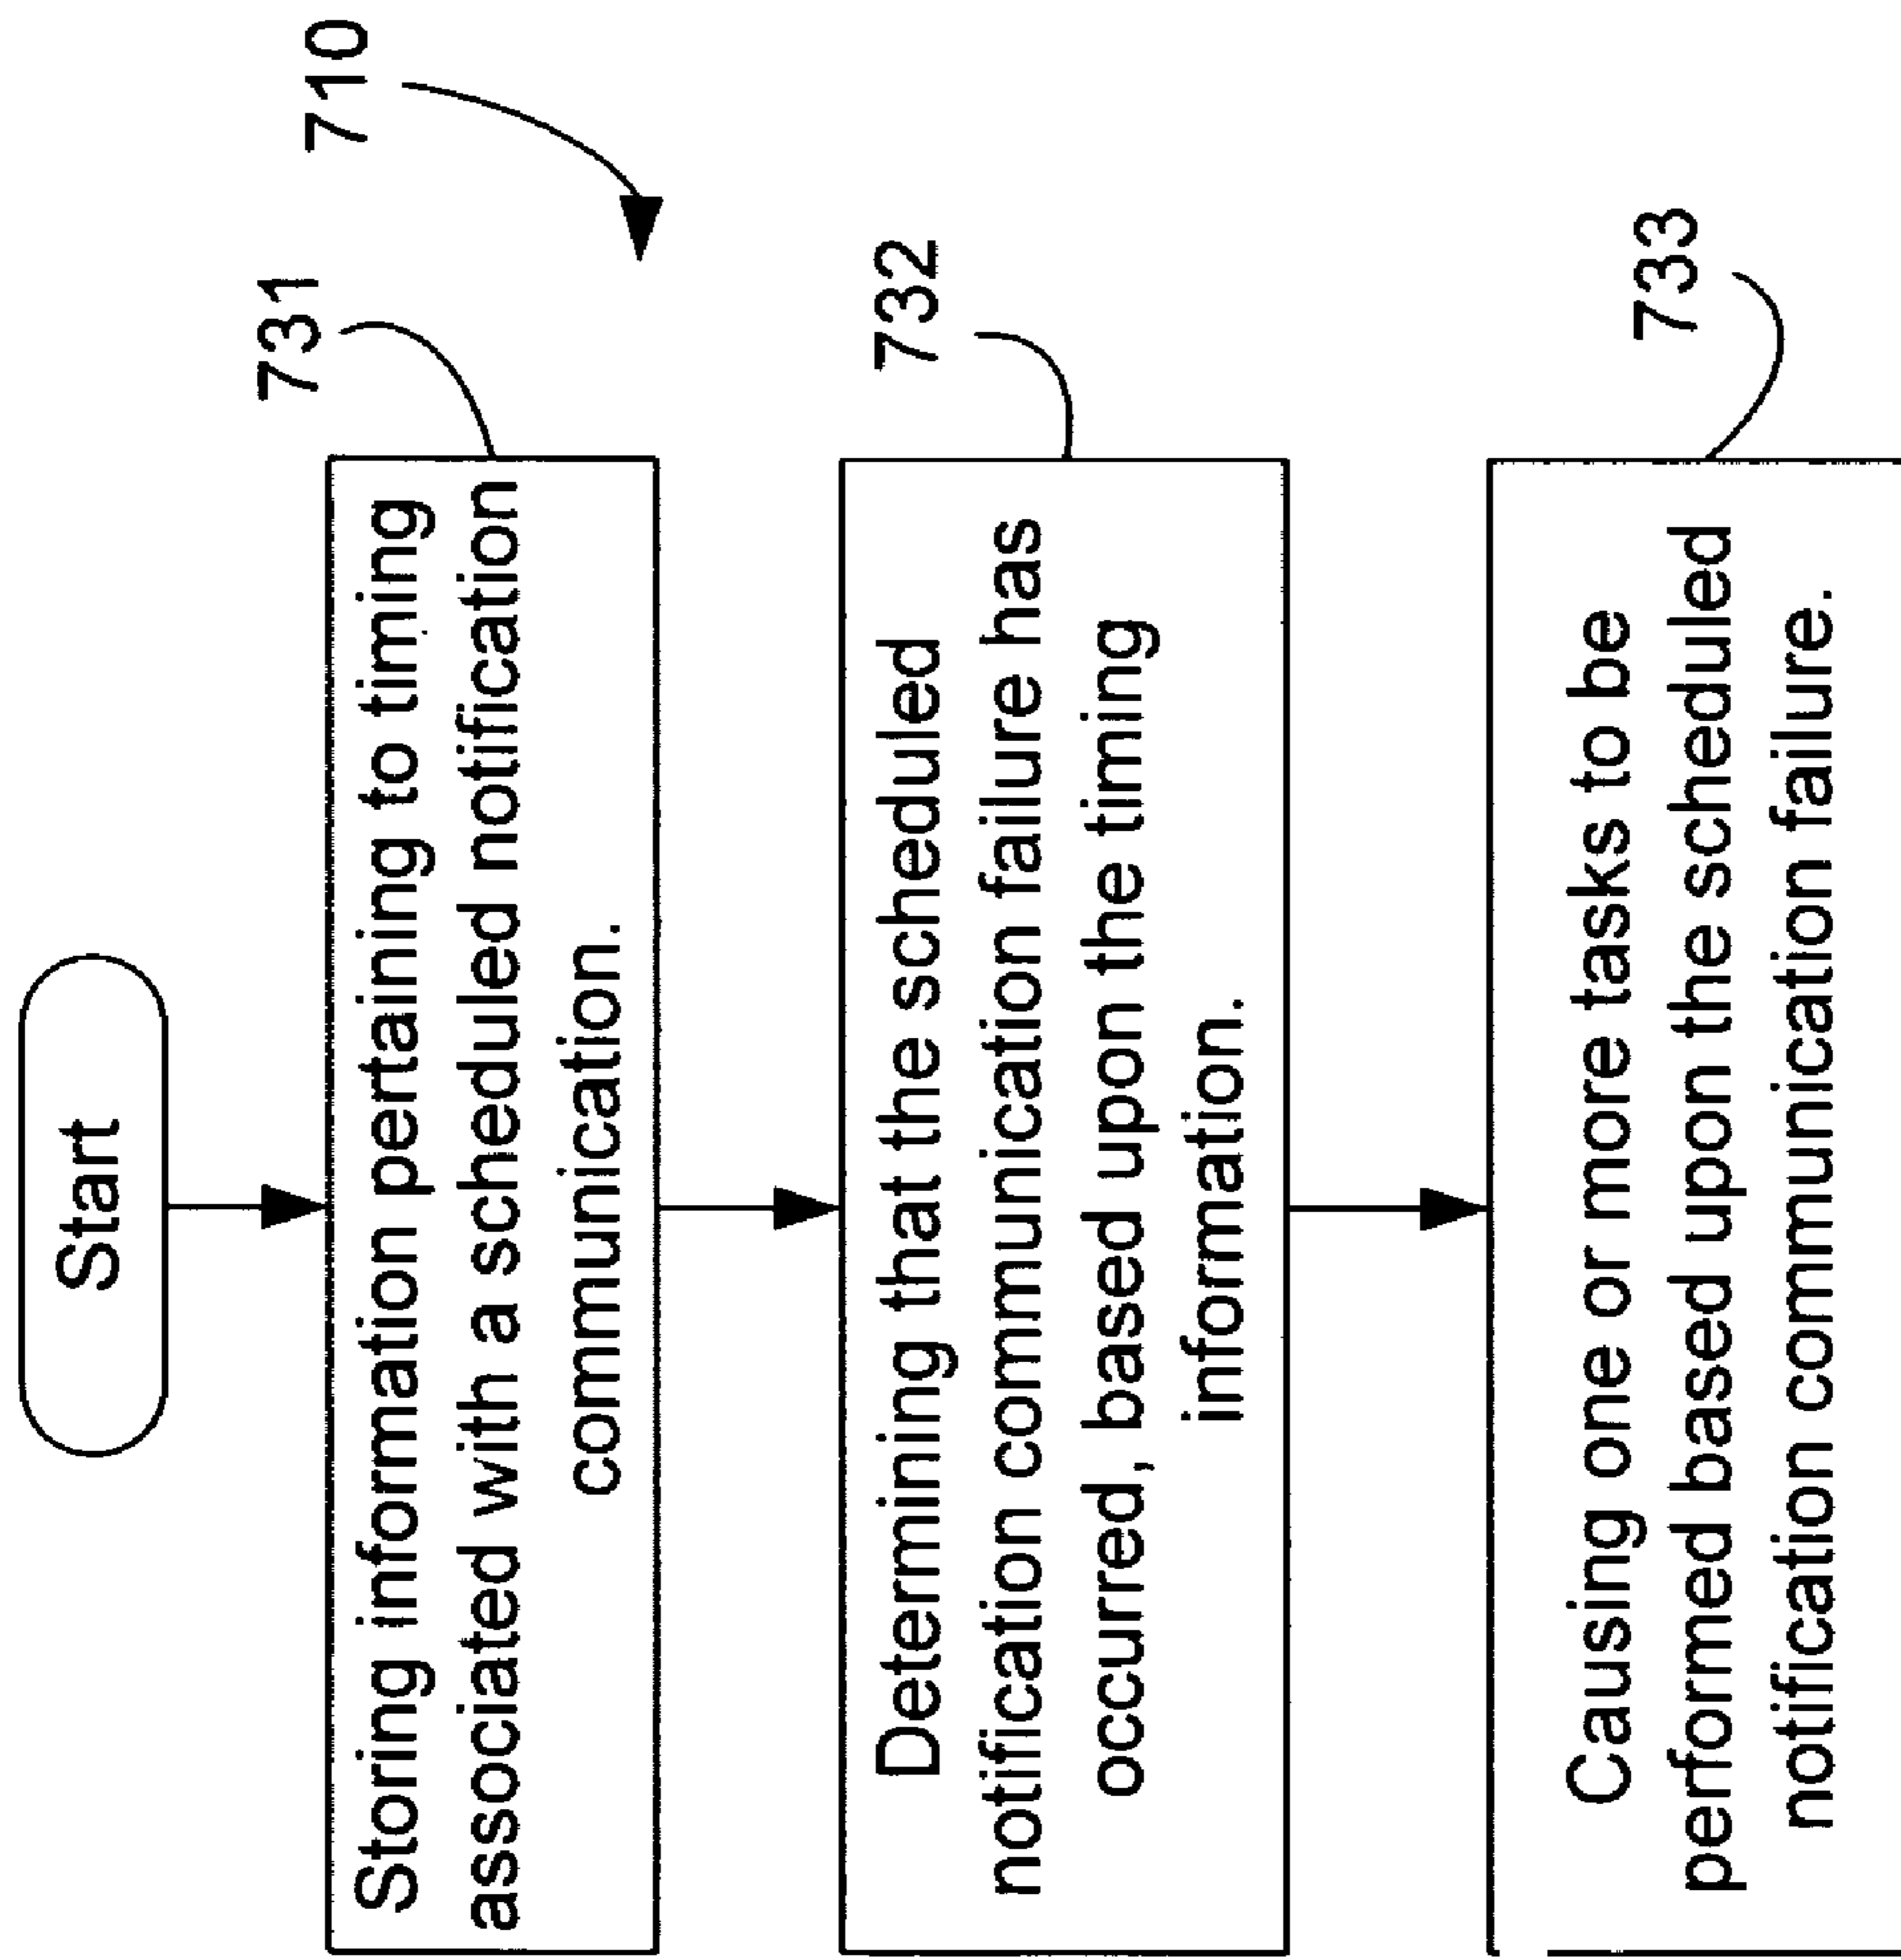 Start
710
731
Storing information pertaining to timing
associated with a scheduled notification
communication.
732
Determining that the scheduled
notification communication failure has
occurred, based upon the timing
information.
733
Causing one or more tasks to be
performed based upon the scheduled
notification communication failure.